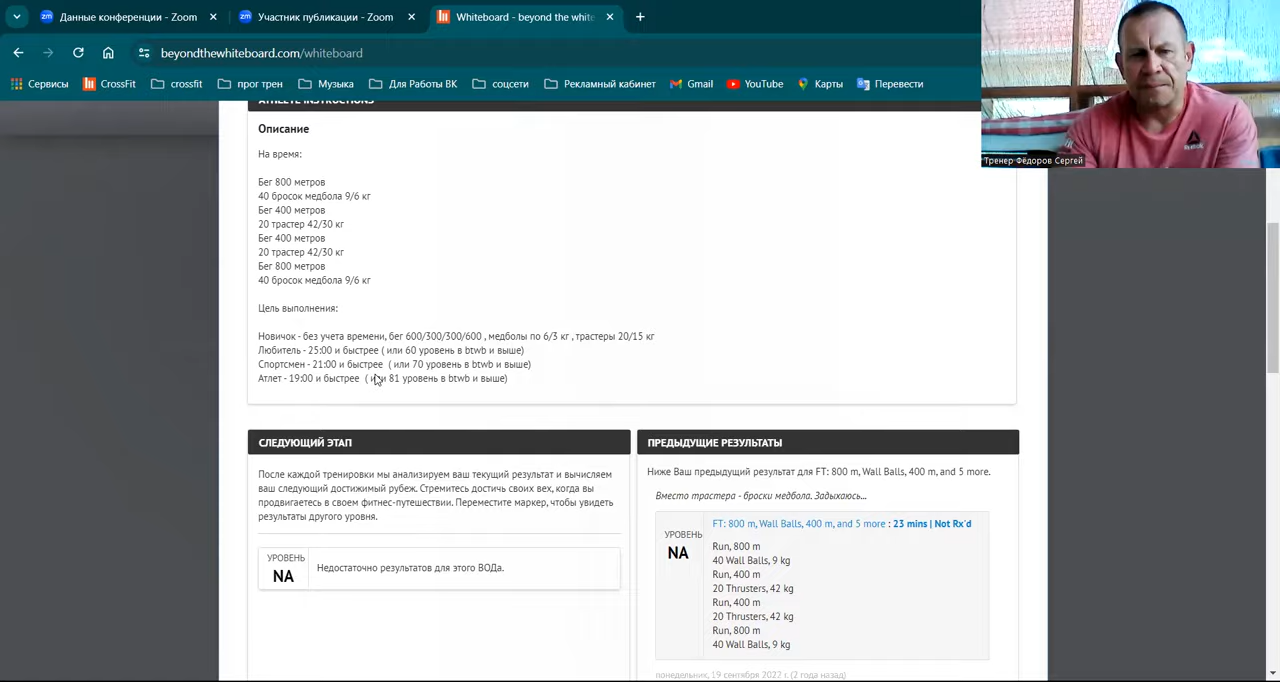 Данные конференции - Zoom
Участник публикации - Zoom
Whiteboard - beyond the white
beyondthewhiteboard.com/whiteboard
Сервисы
CrossFit
crossfit
прог трен
Музыка
Для Работы ВК
соцсети
Рекламный кабинет
Gmail
YouTube
Карты
Перевести
Тренер Фёдоров Сергей
ATHLETE INSTRUCTIONS
Описание
На время:
Бег 800 метров
40 бросок медбола 9/6 кг
Бег 400 метров
20 трастер 42/30 кг
Бег 400 метров
20 трастер 42/30 кг
Бег 800 метров
40 бросок медбола 9/6 кг
Цель выполнения:
Новичок - без учета времени, бег 600/300/300/600 , медболы по 6/3 кг , трастеры 20/15 кг
Любитель - 25:00 и быстрее ( или 60 уровень в btwb и выше)
Спортсмен - 21:00 и быстрее ( или 70 уровень в btwb и выше)
Атлет - 19:00 и быстрее ( или 81 уровень в btwb и выше)
СЛЕДУЮЩИЙ ЭТАП
После каждой тренировки мы анализируем ваш текущий результат и вычисляем
ваш следующий достижимый рубеж. Стремитесь достичь своих вех, когда вы
продвигаетесь в своем фитнес-путешествии. Переместите маркер, чтобы увидеть
результаты другого уровня.
УРОВЕНЬ
NA
Недостаточно результатов для этого ВОДа.
ПРЕДЫДУЩИЕ РЕЗУЛЬТАТЫ
Ниже Ваш предыдущий результат для FT: 800 m, Wall Balls, 400 m, and 5 more.
Вместо трастера - броски медбола. Задыхаюсь...
УРОВЕНЬ
NA
FT: 800 m, Wall Balls, 400 m, and 5 more : 23 mins | Not Rx'd
Run, 800 m
40 Wall Balls, 9 kg
Run, 400 m
20 Thrusters, 42 kg
Run, 400 m
20 Thrusters, 42 kg
Run, 800 m
40 Wall Balls, 9 kg
понедельник, 19 сентября 2022 г. (2 года назад)